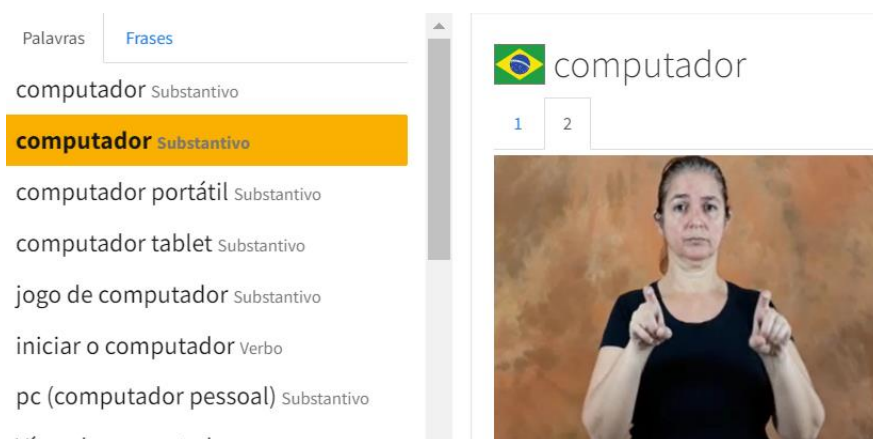 Palavras Frases
computador Substantivo
computador Substantivo
computador portátil Substantivo
computador tablet Substantivo
jogo de computador Substantivo
iniciar o computador Verbo
pc (computador pessoal) Substantivo
computador
1 2